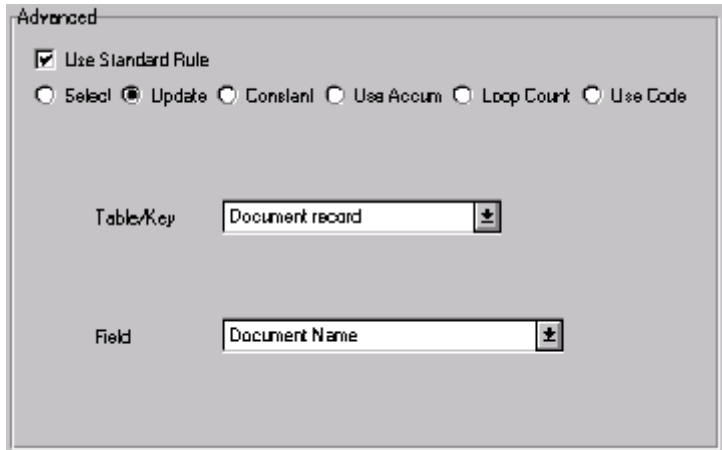 Advanced
Use Standard Rule
Select Update Constant Use Accum Loop Count Use Code
Table/Key Document record
Field Document Name